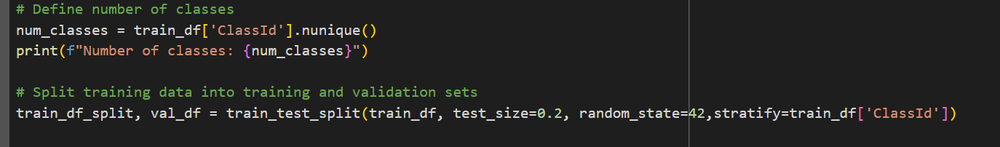 # Define number of classes
num_classes = train_df['ClassId'].nunique()
print(f"Number of classes: {num_classes}")
# Split training data into training and validation sets
train_df_split, val_df = train_test_split(train_df, test_size=0.2, random_state=42,stratify=train_df['ClassId'])